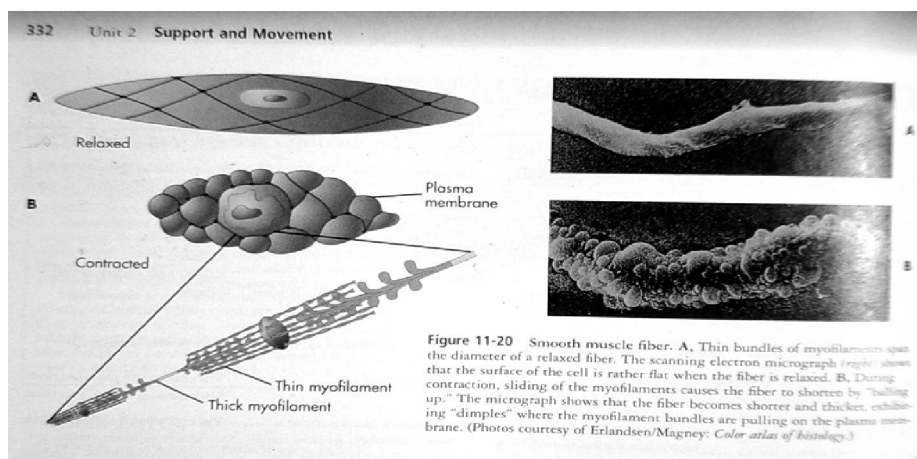 332 Unit 2 Support and Movement
A
Relaxed
A
B
Plasma
membrane
Contracted
B
Thin myofilament
Thick myofilament
Figure 11-20 Smooth muscle fiber. A, Thin bundles of myofilaments span
the diameter of a relaxed fiber. The scanning electron micrograph (right) shows
that the surface of the cell is rather flat when the fiber is relaxed. B, During
contraction, sliding of the myofilaments causes the fiber to shorten by "balling
up." The micrograph shows that the fiber becomes shorter and thicker, exhibit-
ing "dimples" where the myofilament bundles are pulling on the plasma mem-
brane. (Photos courtesy of Erlandsen/Magney: Color atlas of histology.)